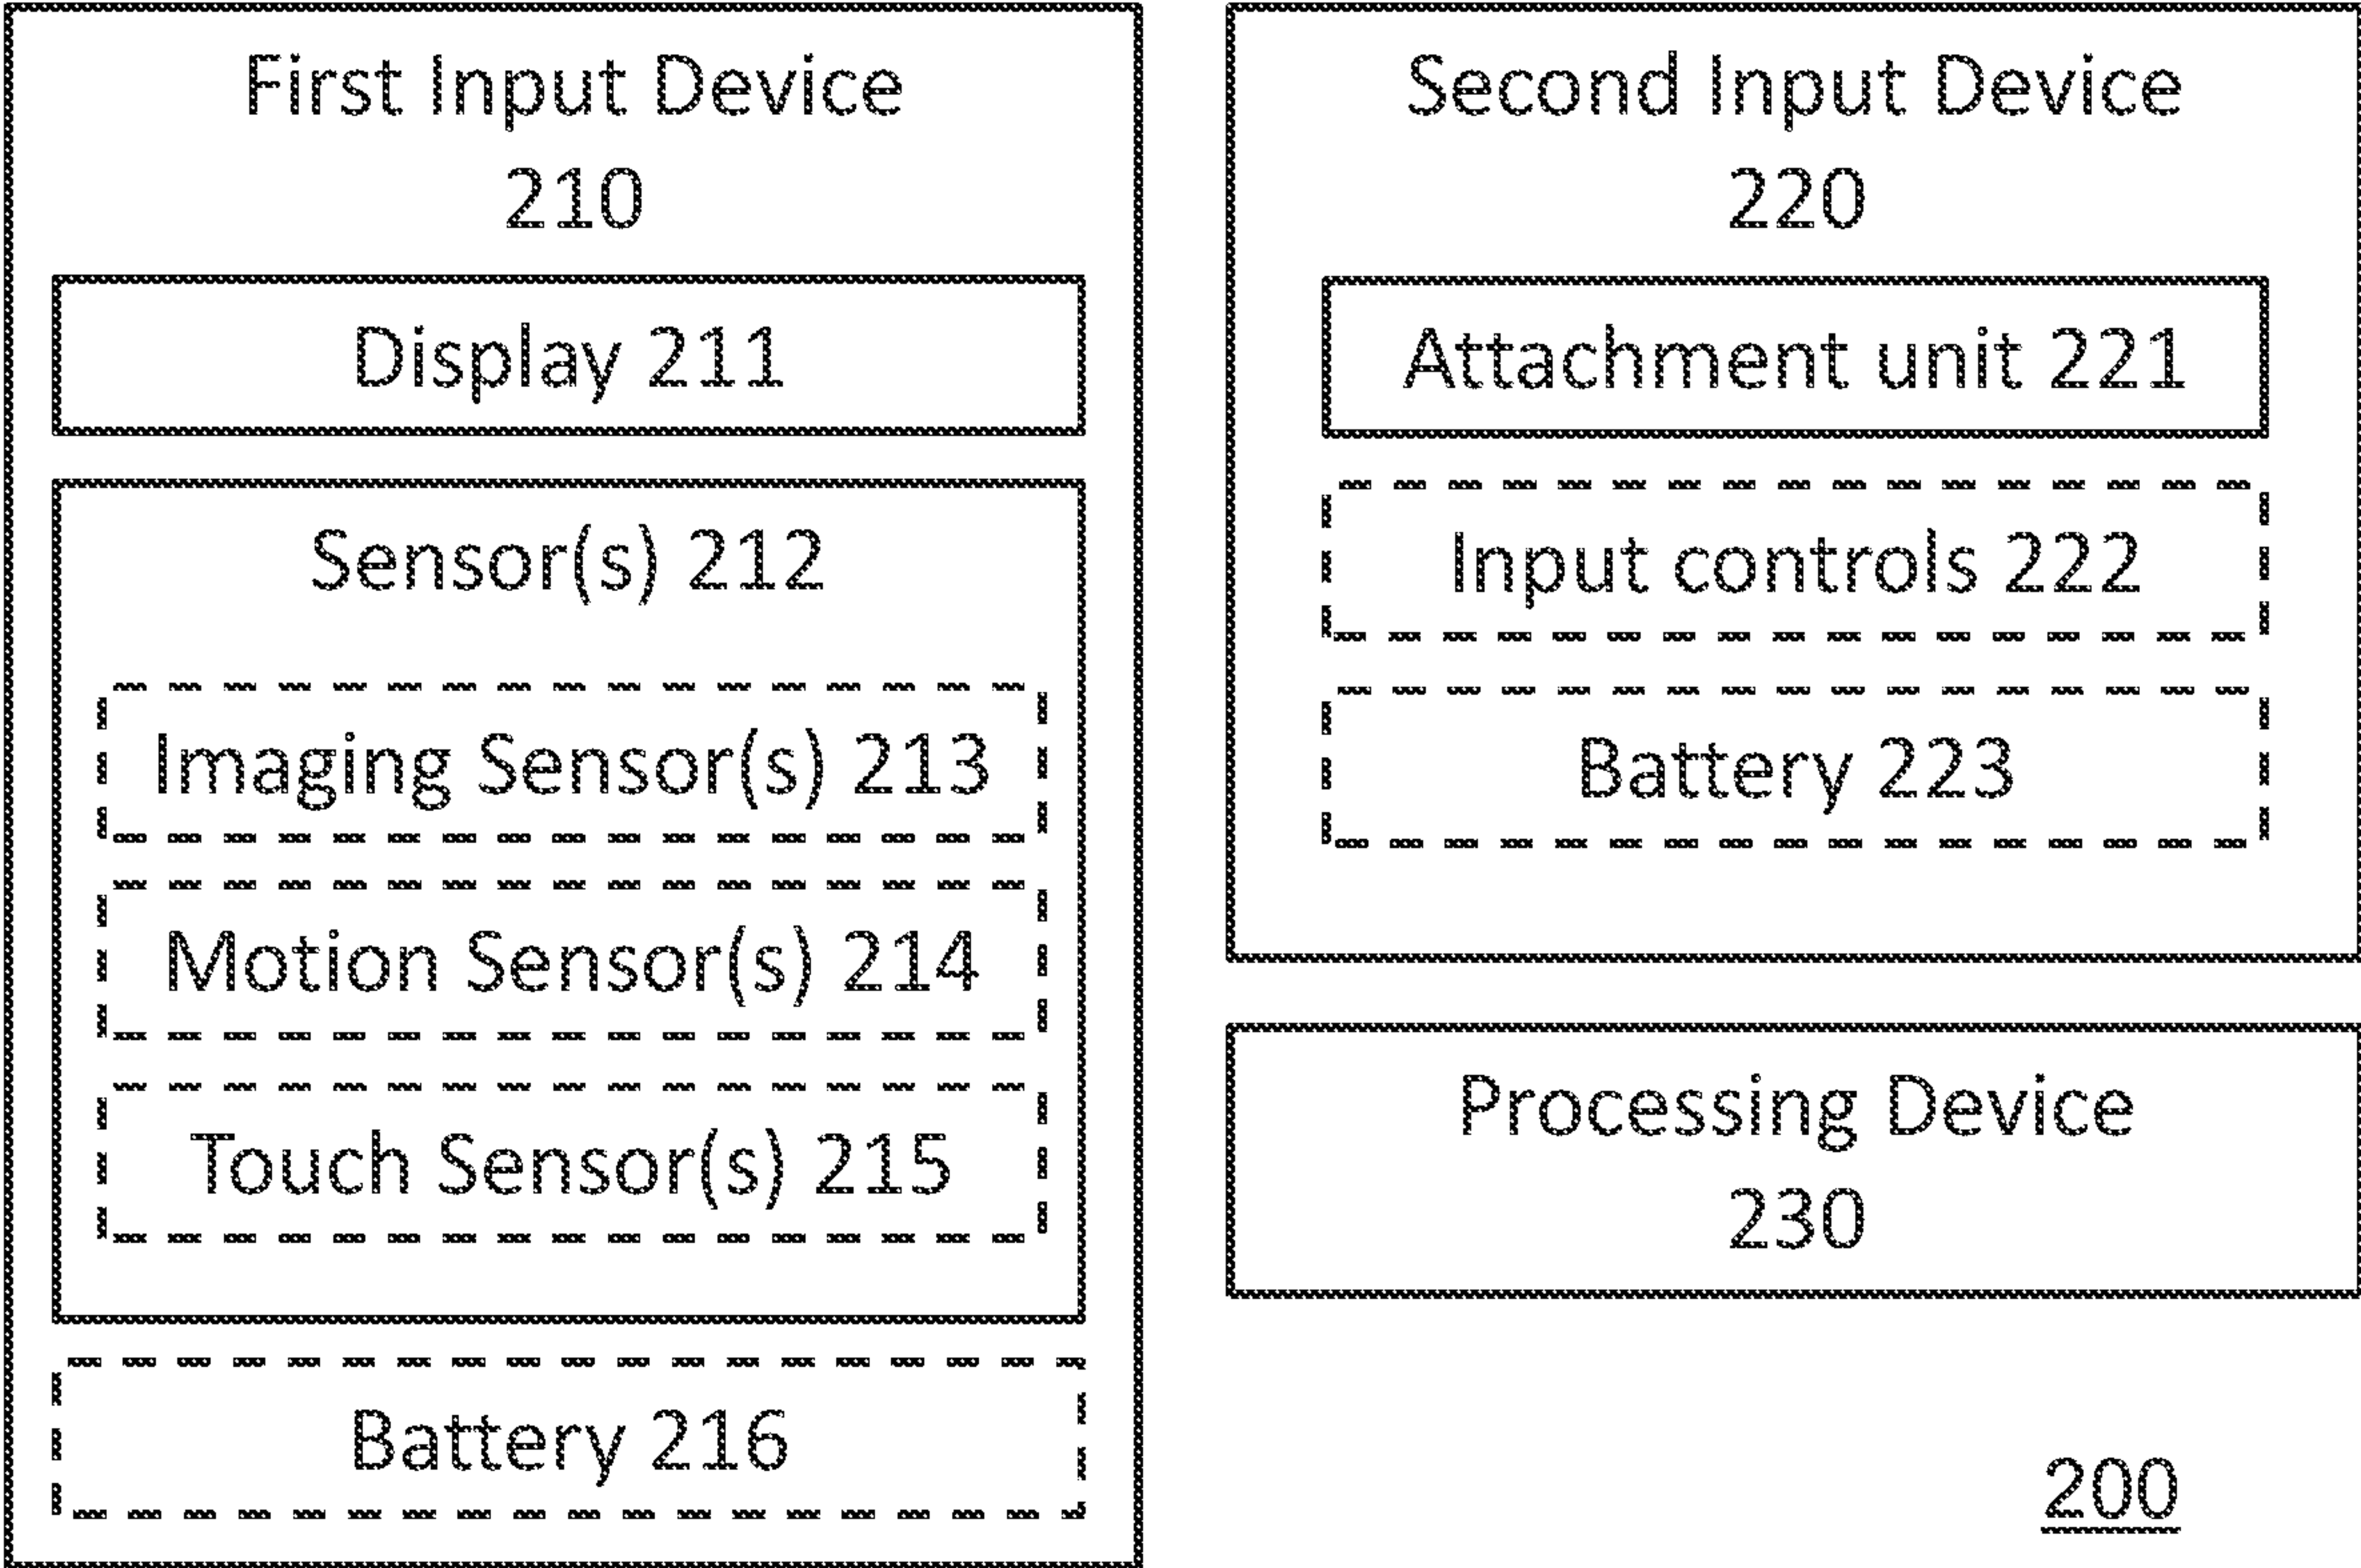 First Input Device
210
Display 211
Sensor(s) 212
Imaging Sensor(s) 213
Motion Sensor(s) 214
Touch Sensor(s) 215
Battery 216
Second Input Device
220
Attachment unit 221
Input controls 222
Battery 223
Processing Device
230
200